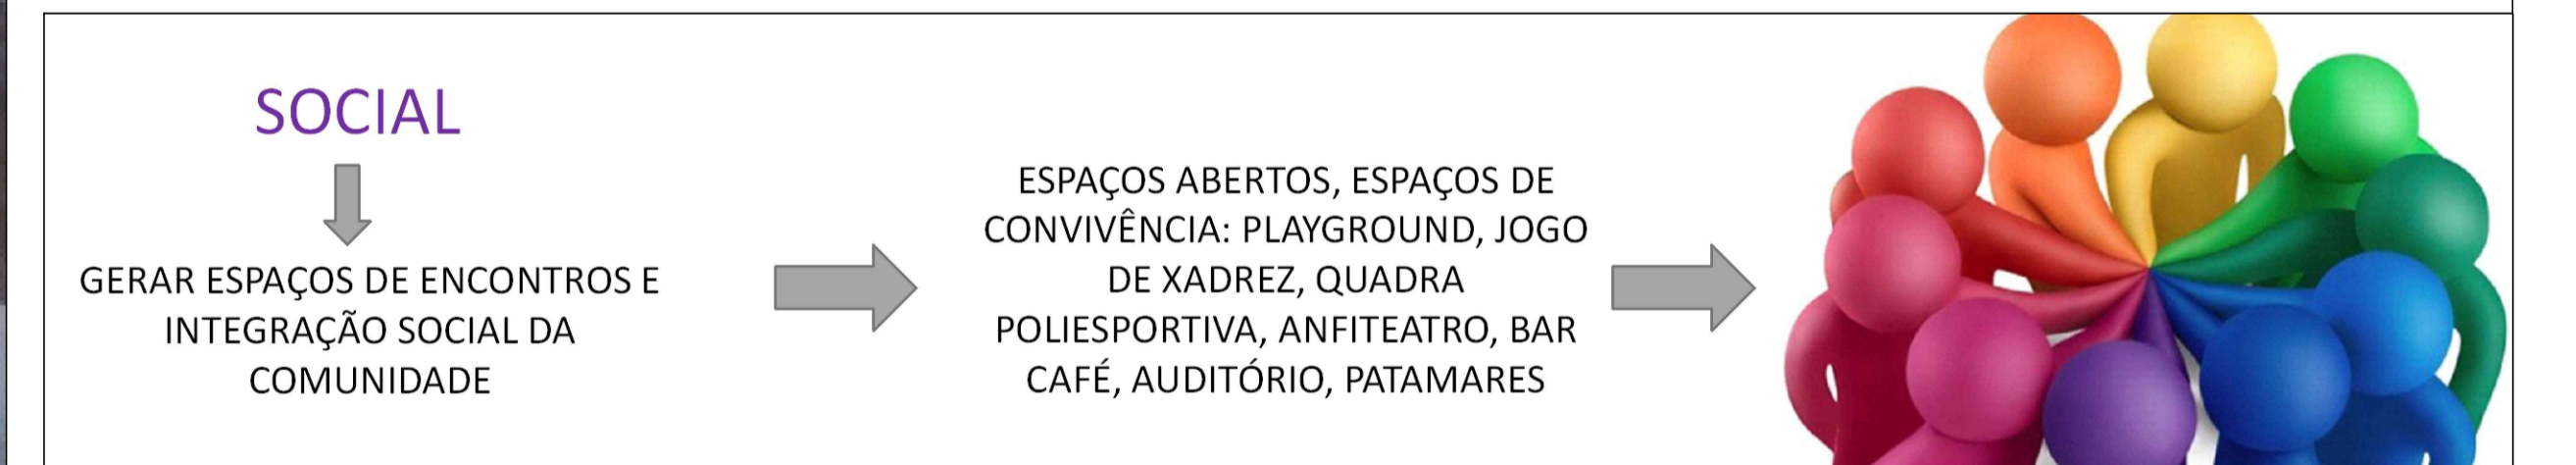 SOCIAL
GERAR ESPAÇOS DE ENCONTROS E
INTEGRAÇÃO SOCIAL DA
COMUNIDADE
ESPAÇOS ABERTOS, ESPAÇOS DE
CONVIVÊNCIA: PLAYGROUND, JOGO
DE XADREZ, QUADRA
POLIESPORTIVA, ANFITEATRO, BAR
CAFÉ, AUDITÓRIO, PATAMARES